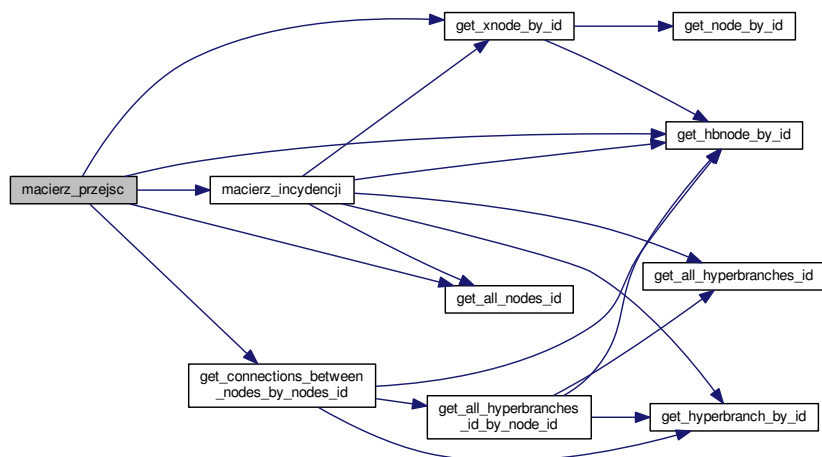 get_xnode_by_id
get_node_by_id
get_hbnode_by_id
macierz_przejsc
macierz_incydencji
get_all_hyperbranches_id
get_all_nodes_id
get_connections_between
_nodes_by_nodes_id
get_all_hyperbranches
_id_by_node_id
get_hyperbranch_by_id